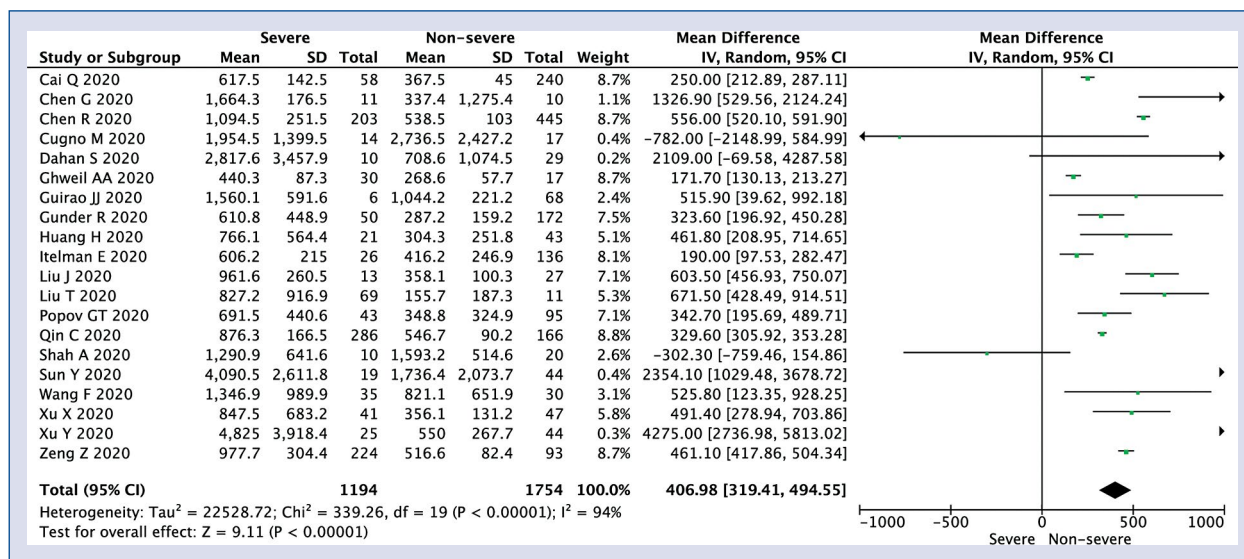 Severe Non-severe Mean Difference Mean Difference
Study or Subgroup Mean SD Total Mean SD Total Weight IV, Random, 95% CI IV, Random, 95% CI
Cai Q 2020 617.5 142.5 58 367.5 45 240 8.7% 250.00 [212.89, 287.11]
Chen G 2020 1,664.3 176.5 11 337.4 1,275.4 10 1.1% 1326.90 [529.56, 2124.24]
Chen R 2020 1,094.5 251.5 203 538.5 103 445 8.7% 556.00 [520.10, 591.90]
Cugno M 2020 1,954.5 1,399.5 14 2,736.5 2,427.2 17 0.4% −782.00 [−2148.99, 584.99]
Dahan S 2020 2,817.6 3,457.9 10 708.6 1,074.5 29 0.2% 2109.00 [−69.58, 4287.58]
Ghweil AA 2020 440.3 87.3 30 268.6 57.7 17 8.7% 171.70 [130.13, 213.27]
Guirao JJ 2020 1,560.1 591.6 6 1,044.2 221.2 68 2.4% 515.90 [39.62, 992.18]
Gunder R 2020 610.8 448.9 50 287.2 159.2 172 7.5% 323.60 [196.92, 450.28]
Huang H 2020 766.1 564.4 21 304.3 251.8 43 5.1% 461.80 [208.95, 714.65]
Itelman E 2020 606.2 215 26 416.2 246.9 136 8.1% 190.00 [97.53, 282.47]
Liu J 2020 961.6 260.5 13 358.1 100.3 27 7.1% 603.50 [456.93, 750.07]
Liu T 2020 827.2 916.9 69 155.7 187.3 11 5.3% 671.50 [428.49, 914.51]
Popov GT 2020 691.5 440.6 43 348.8 324.9 95 7.1% 342.70 [195.69, 489.71]
Qin C 2020 876.3 166.5 286 546.7 90.2 166 8.8% 329.60 [305.92, 353.28]
Shah A 2020 1,290.9 641.6 10 1,593.2 514.6 20 2.6% −302.30 [−759.46, 154.86]
Sun Y 2020 4,090.5 2,611.8 19 1,736.4 2,073.7 44 0.4% 2354.10 [1029.48, 3678.72]
Wang F 2020 1,346.9 989.9 35 821.1 651.9 30 3.1% 525.80 [123.35, 928.25]
Xu X 2020 847.5 683.2 41 356.1 131.2 47 5.8% 491.40 [278.94, 703.86]
Xu Y 2020 4,825 3,918.4 25 550 267.7 44 0.3% 4275.00 [2736.98, 5813.02]
Zeng Z 2020 977.7 304.4 224 516.6 82.4 93 8.7% 461.10 [417.86, 504.34]
Total (95% CI) 1194 1754 100.0% 406.98 [319.41, 494.55]
Heterogeneity: Tau² = 22528.72; Chi² = 339.26, df = 19 (P < 0.00001); I² = 94%
Test for overall effect: Z = 9.11 (P < 0.00001)
−1000 −500 0 500 1000
Severe Non-severe